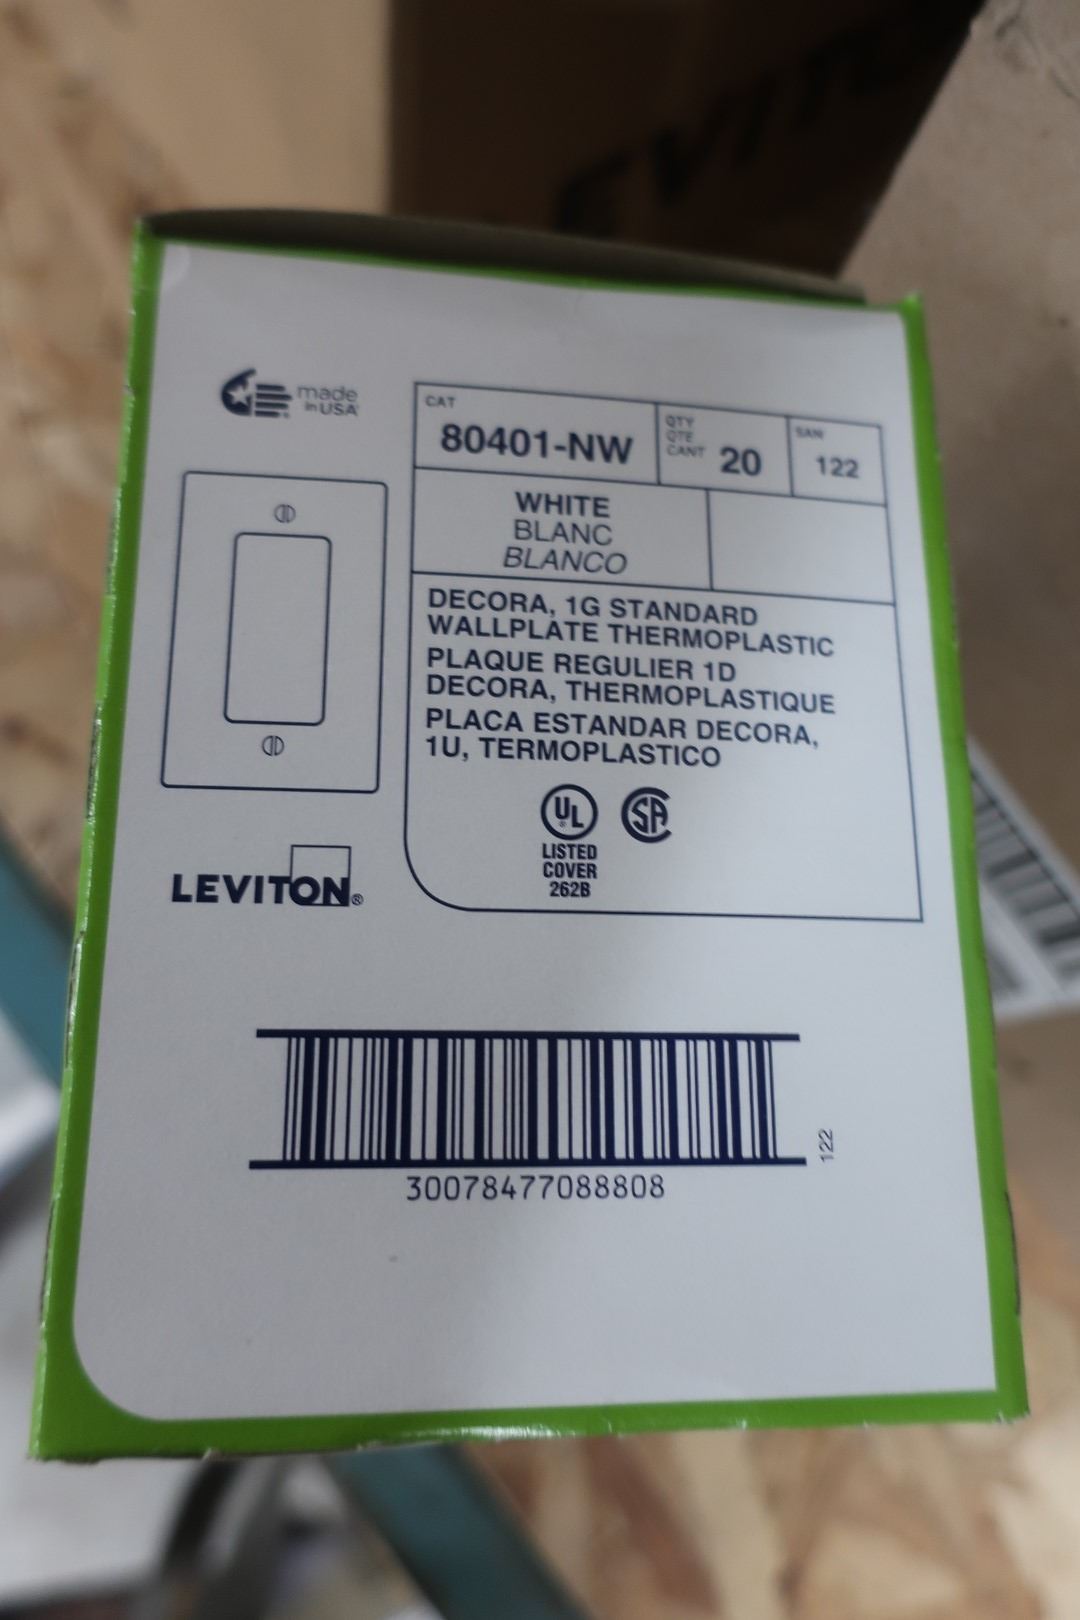 made
in USA
CAT
80401-NW
QTY
QTE
CANT
20
SAN
122
WHITE
BLANC
BLANCO
DECORA, 1G STANDARD
WALLPLATE THERMOPLASTIC
PLAQUE REGULIER 1D
DECORA, THERMOPLASTIQUE
PLACA ESTANDAR DECORA,
1U, TERMOPLASTICO
UL
SA
LISTED
COVER
262B
LEVITON®
30078477088808
122